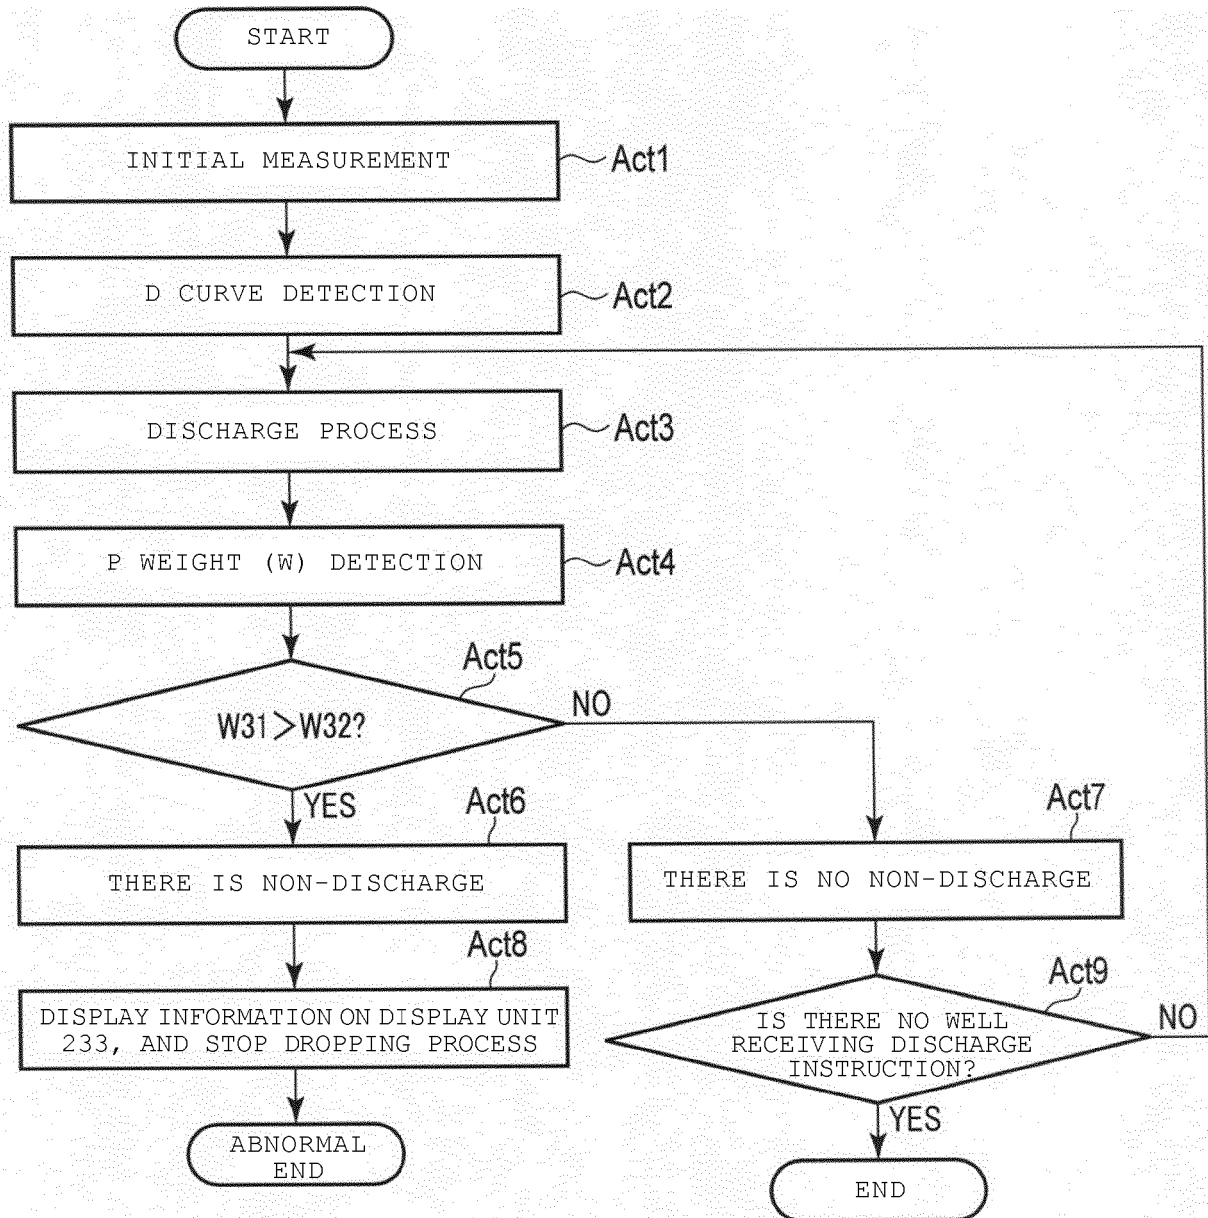 START
INITIAL MEASUREMENT
Act1
D CURVE DETECTION
Act2
DISCHARGE PROCESS
Act3
P WEIGHT (W) DETECTION
Act4
Act5
W31>W32?
NO
YES
Act6
THERE IS NON-DISCHARGE
Act7
THERE IS NO NON-DISCHARGE
Act8
DISPLAY INFORMATION ON DISPLAY UNIT
233, AND STOP DROPPING PROCESS
ABNORMAL
END
Act9
IS THERE NO WELL
RECEIVING DISCHARGE
INSTRUCTION?
NO
YES
END